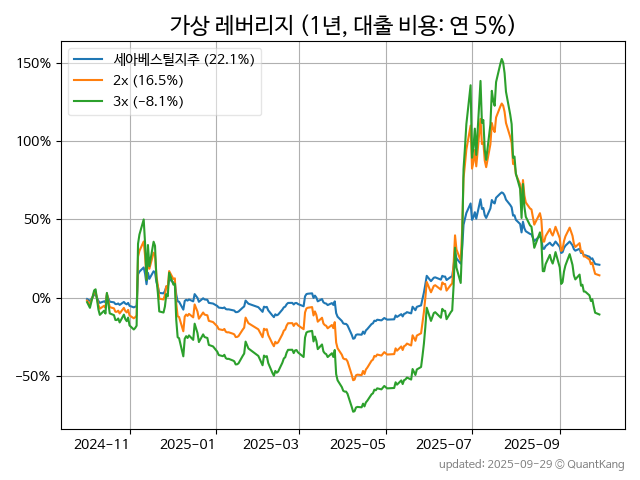 가상 레버리지 (1년, 대출 비용: 연 5%)
세아베스틸지주 (22.1%)
2x (16.5%)
3x (-8.1%)
150%
100%
50%
0%
-50%
2024-11
2025-01
2025-03
2025-05
2025-07
2025-09
updated: 2025-09-29 © QuantKang